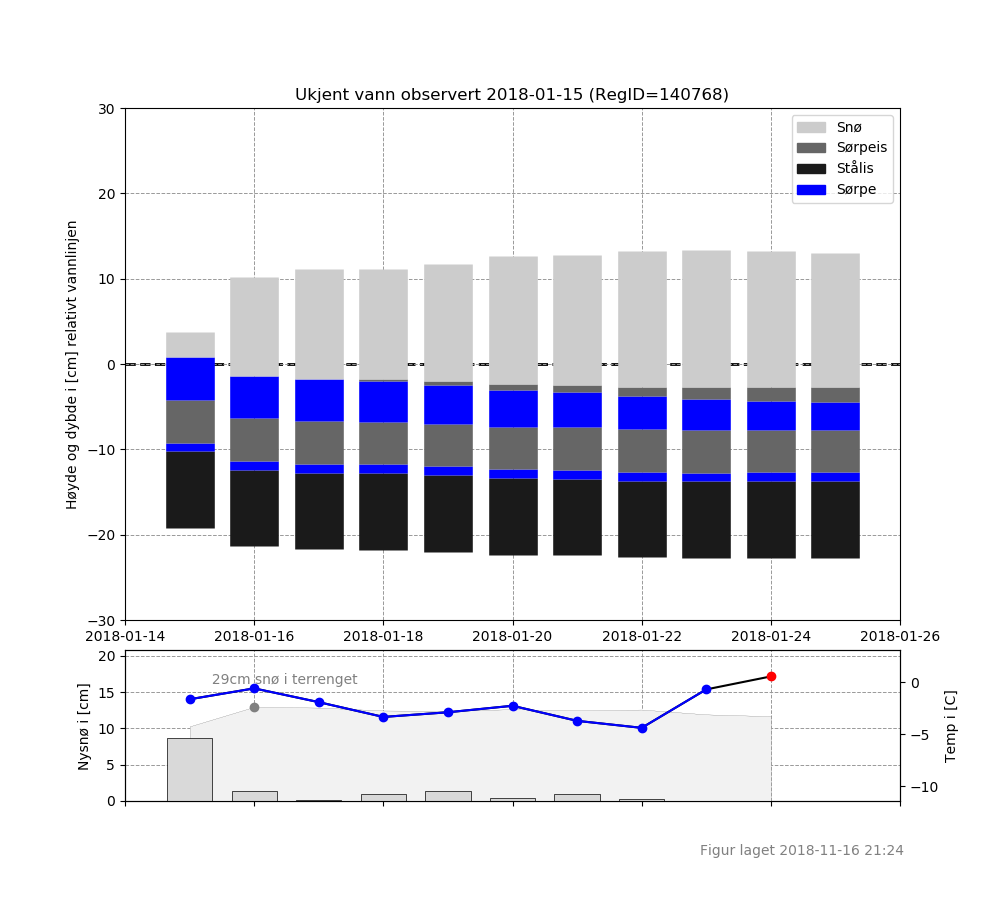 Ukjent vann observert 2018-01-15 (RegID=140768)
Høyde og dybde i [cm] relativt vannlinjen
30
20
10
0
−10
−20
−30
Snø
Sørpeis
Stålis
Sørpe
2018-01-14 2018-01-16 2018-01-18 2018-01-20 2018-01-22 2018-01-24 2018-01-26
Nysnø i [cm]
20
15
10
5
0
29cm snø i terrenget
0
−5
−10
Temp i [C]
Figur laget 2018-11-16 21:24